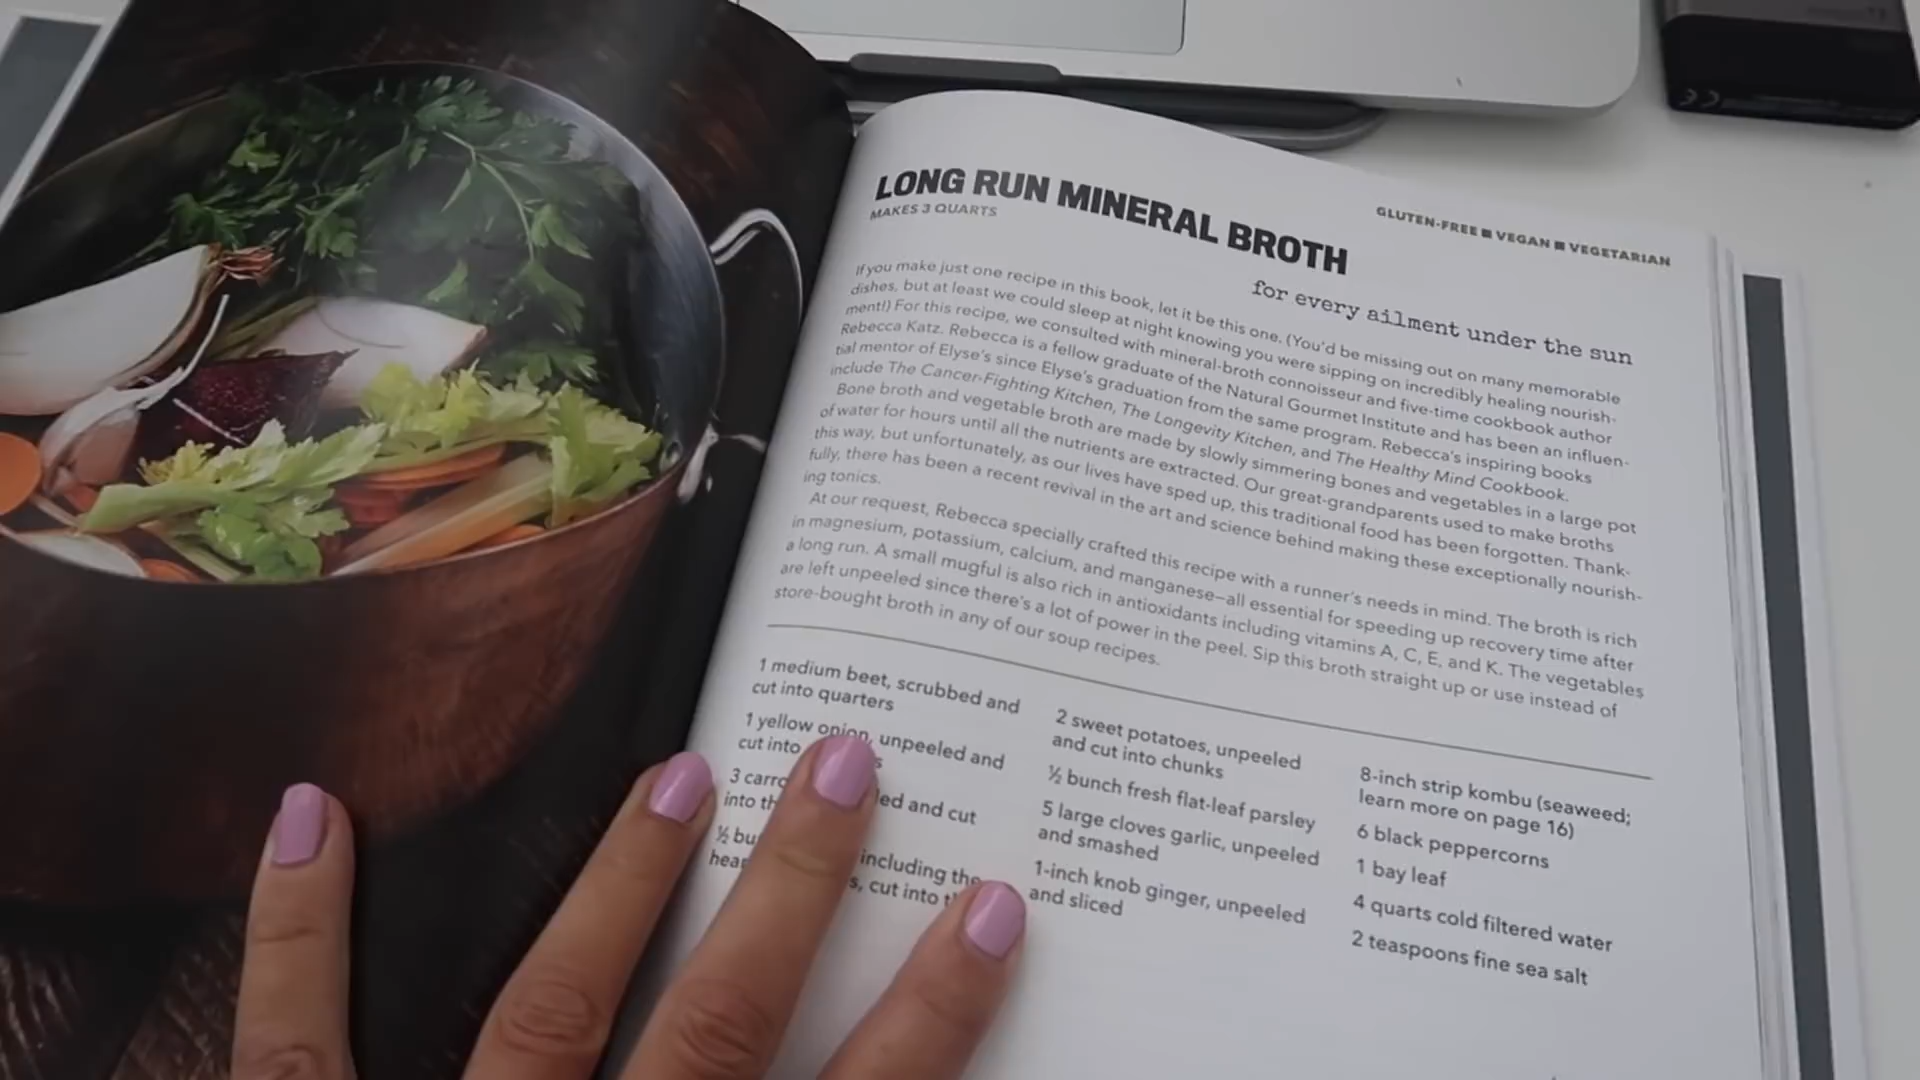 LONG RUN MINERAL BROTH
MAKES 3 QUARTS
GLUTEN-FREE ■ VEGAN ■ VEGETARIAN
for every ailment under the sun
If you make just one recipe in this book, let it be this one. (You'd be missing out on many memorable
dishes, but at least we could sleep at night knowing you were sipping on incredibly healing nourish-
ment!) For this recipe, we consulted with mineral-broth connoisseur and five-time cookbook author
Rebecca Katz. Rebecca is a fellow graduate of the Natural Gourmet Institute and has been an influen-
tial mentor of Elyse's since Elyse's graduation from the same program. Rebecca's inspiring books
include The Cancer-Fighting Kitchen, The Longevity Kitchen, and The Healthy Mind Cookbook.
Bone broth and vegetable broth are made by slowly simmering bones and vegetables in a large pot
of water for hours until all the nutrients are extracted. Our great-grandparents used to make broths
this way, but unfortunately, as our lives have sped up, this traditional food has been forgotten. Thank-
fully, there has been a recent revival in the art and science behind making these exceptionally nourish-
ing tonics.
At our request, Rebecca specially crafted this recipe with a runner's needs in mind. The broth is rich
in magnesium, potassium, calcium, and manganese—all essential for speeding up recovery time after
a long run. A small mugful is also rich in antioxidants including vitamins A, C, E, and K. The vegetables
are left unpeeled since there's a lot of power in the peel. Sip this broth straight up or use instead of
store-bought broth in any of our soup recipes.
1 medium beet, scrubbed and
cut into quarters
1 yellow onion, unpeeled and
cut into
3 and cut
into
½
including the
cut into
2 sweet potatoes, unpeeled
and cut into chunks
½ bunch fresh flat-leaf parsley
5 large cloves garlic, unpeeled
and smashed
1-inch knob ginger, unpeeled
and sliced
8-inch strip kombu (seaweed;
learn more on page 16)
6 black peppercorns
1 bay leaf
4 quarts cold filtered water
2 teaspoons fine sea salt